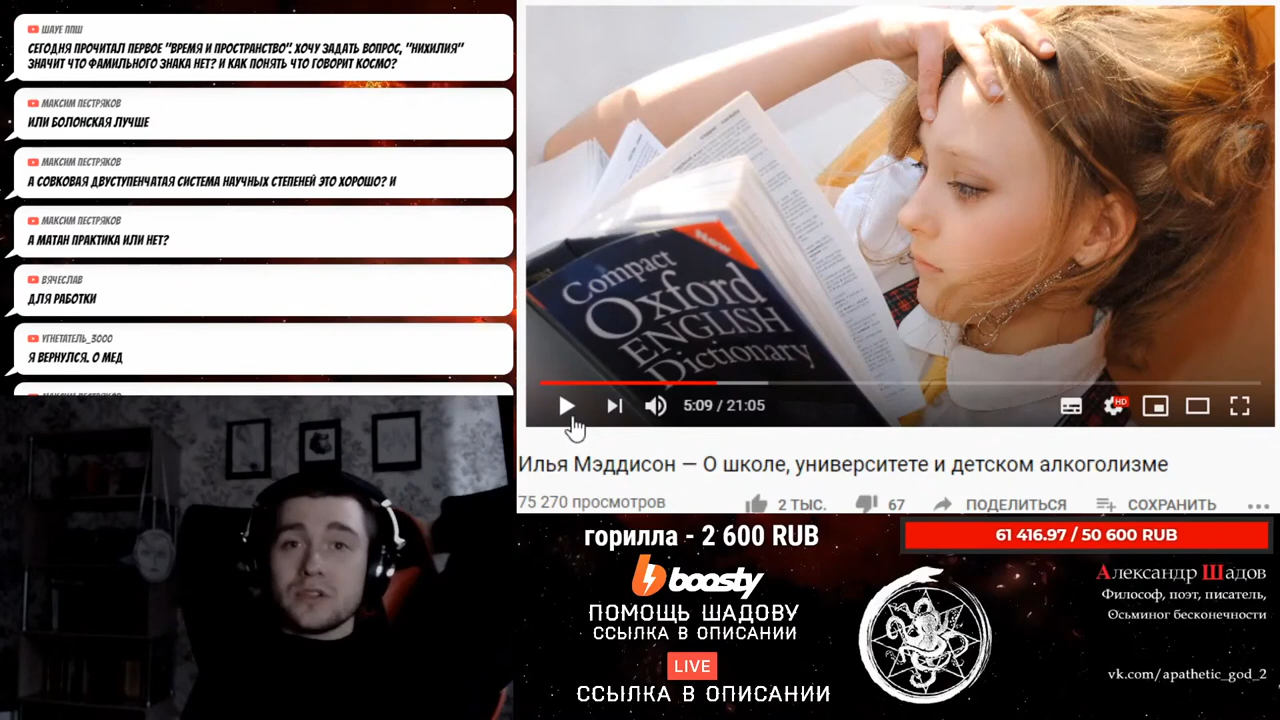 ШАУЕ ППШ
СЕГОДНЯ ПРОЧИТАЛ ПЕРВОЕ "ВРЕМЯ И ПРОСТРАНСТВО". ХОЧУ ЗАДАТЬ ВОПРОС, "НИХИЛИЯ"
ЗНАЧИТ ЧТО ФАМИЛЬНОГО ЗНАКА НЕТ? И КАК ПОНЯТЬ ЧТО ГОВОРИТ КОСМО?
МАКСИМ ПЕСТРЯКОВ
ИЛИ БОЛОНСКАЯ ЛУЧШЕ
МАКСИМ ПЕСТРЯКОВ
А СОВКОВАЯ ДВУСТУПЕНЧАТАЯ СИСТЕМА НАУЧНЫХ СТЕПЕНЕЙ ЭТО ХОРОШО? И
МАКСИМ ПЕСТРЯКОВ
А МАТАН ПРАКТИКА ИЛИ НЕТ?
ВЯЧЕСЛАВ
ДЛЯ РАБОТКИ
УГНЕТАТЕЛЬ_3000
Я ВЕРНУЛСЯ. О МЕД
New
Compact
Oxford
ENGLISH
Dictionary
5:09 / 21:05
HD
Илья Мэддисон — О школе, университете и детском алкоголизме
75 270 просмотров
2 ТЫС.
67
ПОДЕЛИТЬСЯ
СОХРАНИТЬ
горилла - 2 600 RUB
boosty
ПОМОЩЬ ШАДОВУ
ССЫЛКА В ОПИСАНИИ
LIVE
ССЫЛКА В ОПИСАНИИ
61 416.97 / 50 600 RUB
Александр Шадов
Философ, поэт, писатель,
Осьминог бесконечности
vk.com/apathetic_god_2